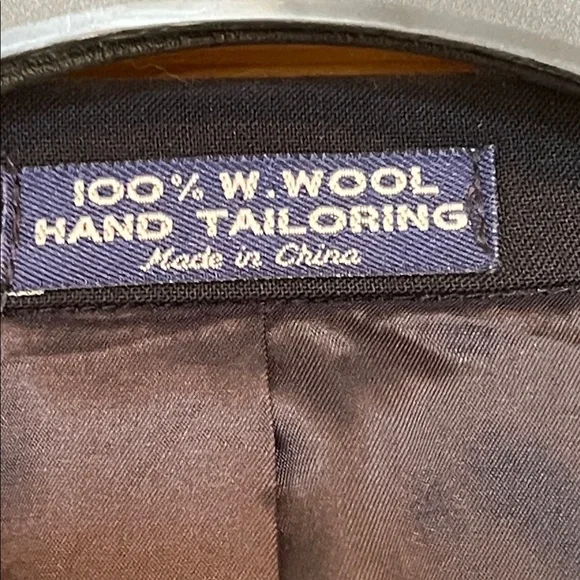 100% W.WOOL
HAND TAILORING
Made in China